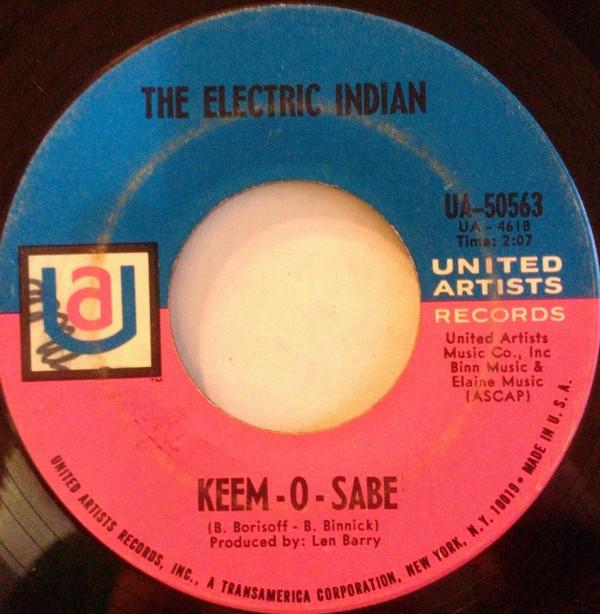 THE ELECTRIC INDIAN
UA-50563
UA - 4618
Time: 2:07
UNITED
ARTISTS
RECORDS
United Artists
Music Co., Inc
Binn Music &
Elaine Music
(ASCAP)
ua
TM
KEEM-O-SABE
(B. Borisoff - B. Binnick)
Produced by: Len Barry
UNITED ARTISTS RECORDS, INC., A TRANSAMERICA CORPORATION, NEW YORK, N.Y. 10019 • MADE IN U.S.A.